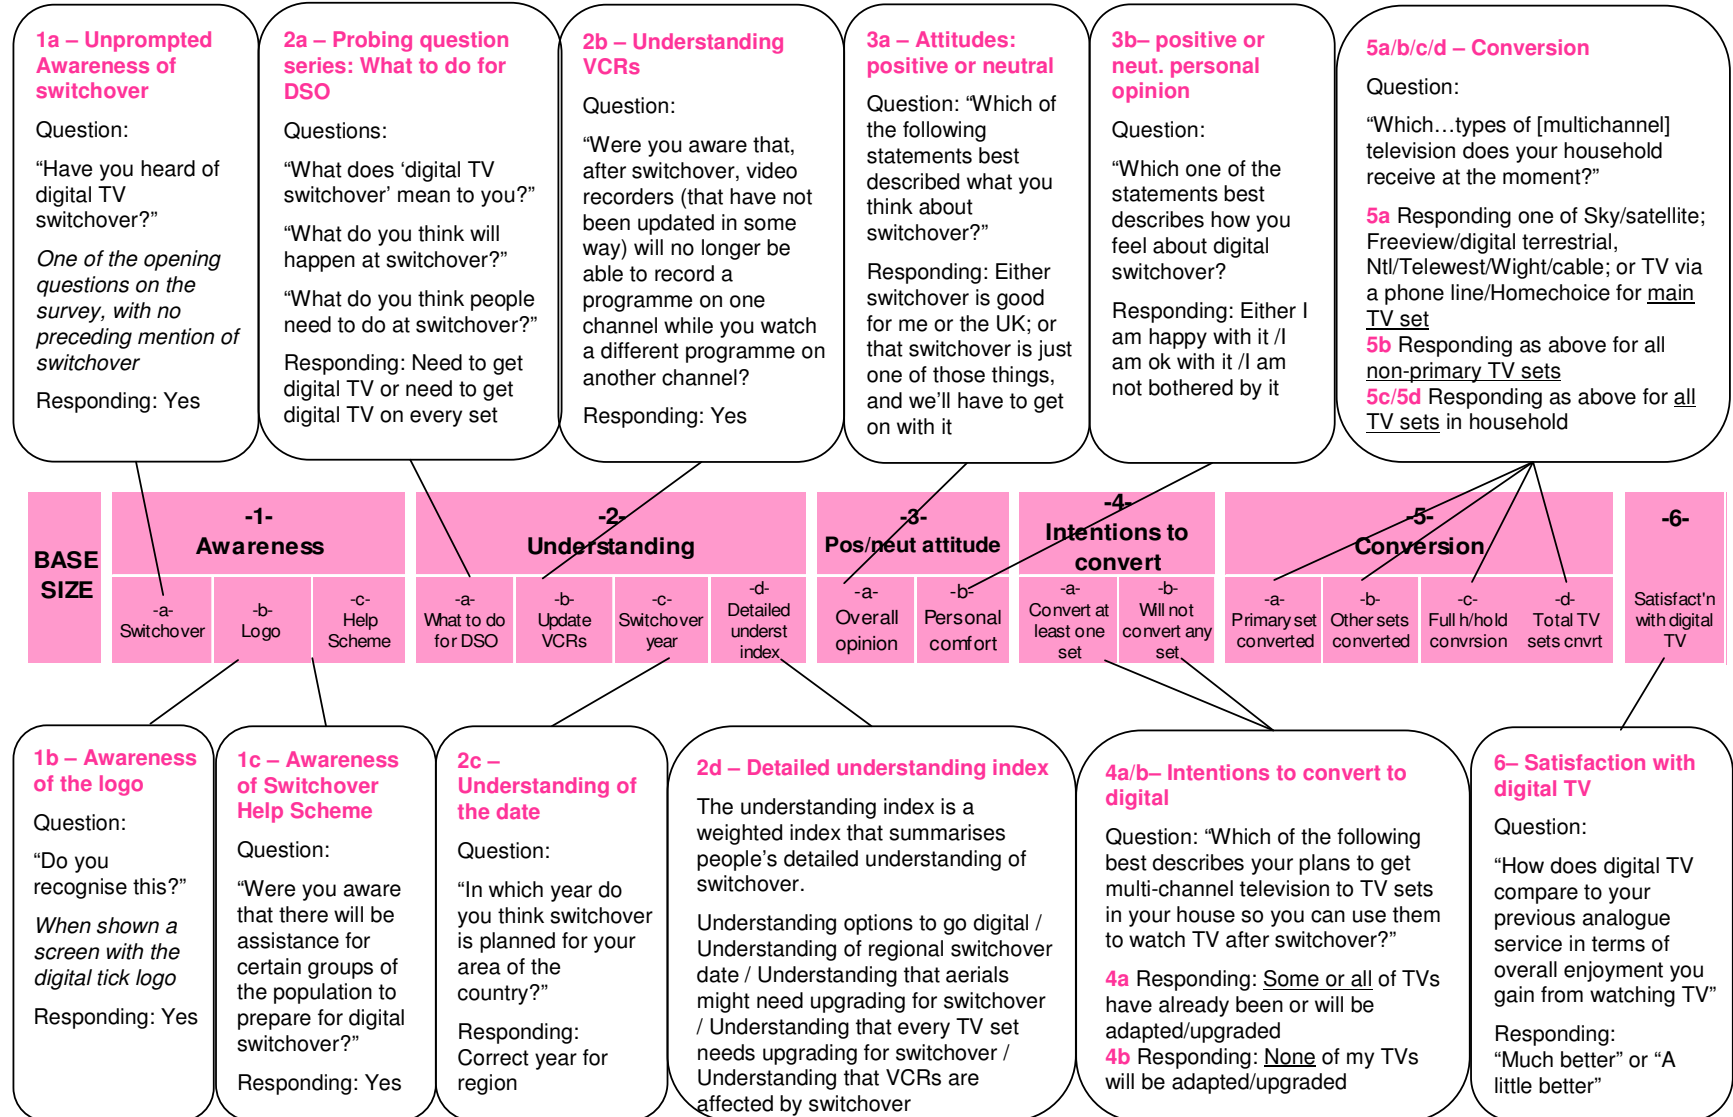 1a – Unprompted
Awareness of
switchover
Question:
“Have you heard of
digital TV
switchover?”
One of the opening
questions on the
survey, with no
preceding mention of
switchover
Responding: Yes
2a – Probing question
series: What to do for
DSO
Questions:
“What does ‘digital TV
switchover’ mean to you?”
“What do you think will
happen at switchover?”
“What do you think people
need to do at switchover?”
Responding: Need to get
digital TV or need to get
digital TV on every set
2b – Understanding
VCRs
Question:
“Were you aware that,
after switchover, video
recorders (that have not
been updated in some
way) will no longer be
able to record a
programme on one
channel while you watch
a different programme on
another channel?
Responding: Yes
3a – Attitudes:
positive or neutral
Question: “Which of
the following
statements best
described what you
think about
switchover?”
Responding: Either
switchover is good
for me or the UK; or
that switchover is just
one of those things,
and we’ll have to get
on with it
3b– positive or
neut. personal
opinion
Question:
“Which one of the
statements best
describes how you
feel about digital
switchover?
Responding: Either I
am happy with it /I
am ok with it /I am
not bothered by it
5a/b/c/d – Conversion
Question:
“Which…types of [multichannel]
television does your household
receive at the moment?”
5a Responding one of Sky/satellite;
Freeview/digital terrestrial,
Ntl/Telewest/Wight/cable; or TV via
a phone line/Homechoice for main
TV set
5b Responding as above for all
non-primary TV sets
5c/5d Responding as above for all
TV sets in household
BASE
SIZE
-1-
Awareness
-a-
Switchover
-b-
Logo
-c-
Help
Scheme
-2-
Understanding
-a-
What to do
for DSO
-b-
Update
VCRs
-c-
Switchover
year
-d-
Detailed
underst
index
-3-
Pos/neut attitude
-a-
Overall
opinion
-b-
Personal
comfort
-4-
Intentions to
convert
-a-
Convert at
least one
set
-b-
Will not
convert any
set
-5-
Conversion
-a-
Primary set
converted
-b-
Other sets
converted
-c-
Full h/hold
convrsion
-d-
Total TV
sets cnvrt
-6-
Satisfact'n
with digital
TV
1b – Awareness
of the logo
Question:
“Do you
recognise this?”
When shown a
screen with the
digital tick logo
Responding: Yes
1c – Awareness
of Switchover
Help Scheme
Question:
“Were you aware
that there will be
assistance for
certain groups of
the population to
prepare for digital
switchover?”
Responding: Yes
2c –
Understanding of
the date
Question:
“In which year do
you think switchover
is planned for your
area of the
country?”
Responding:
Correct year for
region
2d – Detailed understanding index
The understanding index is a
weighted index that summarises
people’s detailed understanding of
switchover.
Understanding options to go digital /
Understanding of regional switchover
date / Understanding that aerials
might need upgrading for switchover
/ Understanding that every TV set
needs upgrading for switchover /
Understanding that VCRs are
affected by switchover
4a/b– Intentions to convert to
digital
Question: “Which of the following
best describes your plans to get
multi-channel television to TV sets
in your house so you can use them
to watch TV after switchover?”
4a Responding: Some or all of TVs
have already been or will be
adapted/upgraded
4b Responding: None of my TVs
will be adapted/upgraded
6– Satisfaction with
digital TV
Question:
“How does digital TV
compare to your
previous analogue
service in terms of
overall enjoyment you
gain from watching TV”
Responding:
“Much better” or “A
little better”